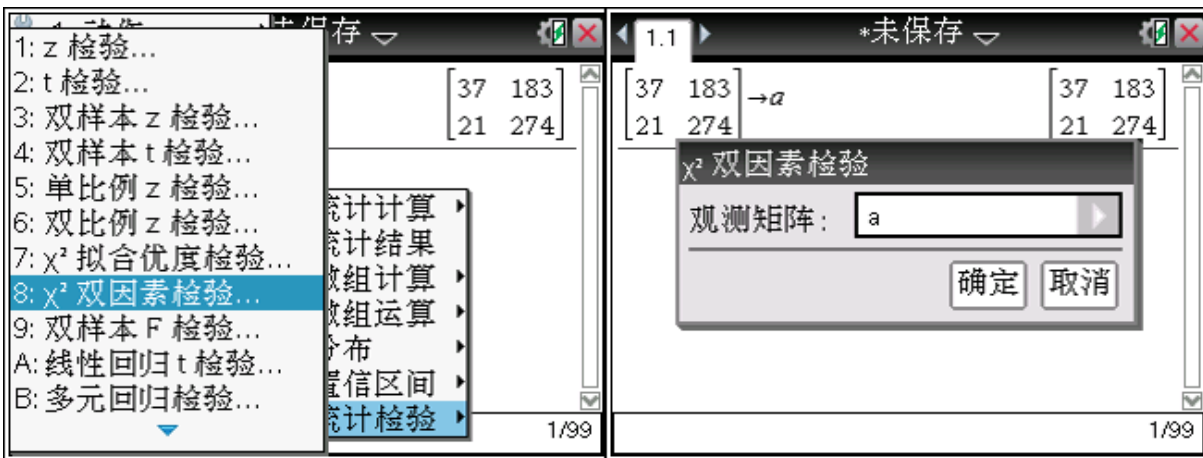 未保存
1: z 检验...
2: t 检验...
3: 双样本 z 检验...
4: 双样本 t 检验...
5: 单比例 z 检验...
6: 双比例 z 检验...
7: χ² 拟合优度检验...
8: χ² 双因素检验...
9: 双样本 F 检验...
A: 线性回归 t 检验...
B: 多元回归检验...
37 183
21 274
统计计算
统计结果
数组计算
数组运算
分布
置信区间
统计检验
1/99
1.1
*未保存
37 183 →a 37 183
21 274 21 274
χ² 双因素检验
观测矩阵: a
确定 取消
1/99